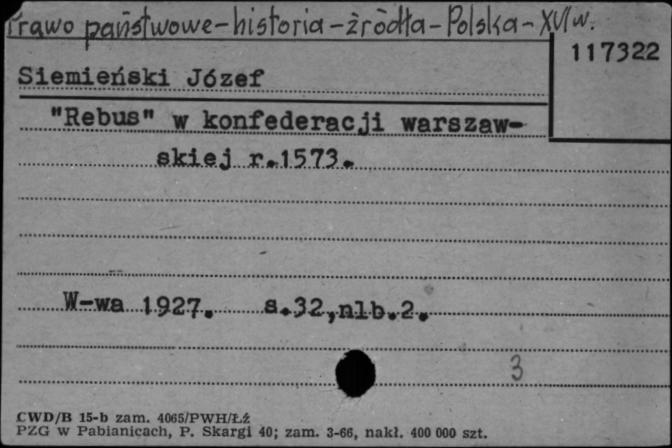 Prawo państwowe-historia-źródła-Polska-XVI w.
117322
Siemieński Józef
"Rebus" w konfederacji warszaw-
skiej r.1573.
W-wa 1927. s.32,nlb.2.
3
CWD/B 15-b zam. 4065/PWH/Łź
PZG w Pabianicach, P. Skargi 40; zam. 3-66, nakł. 400 000 szt.